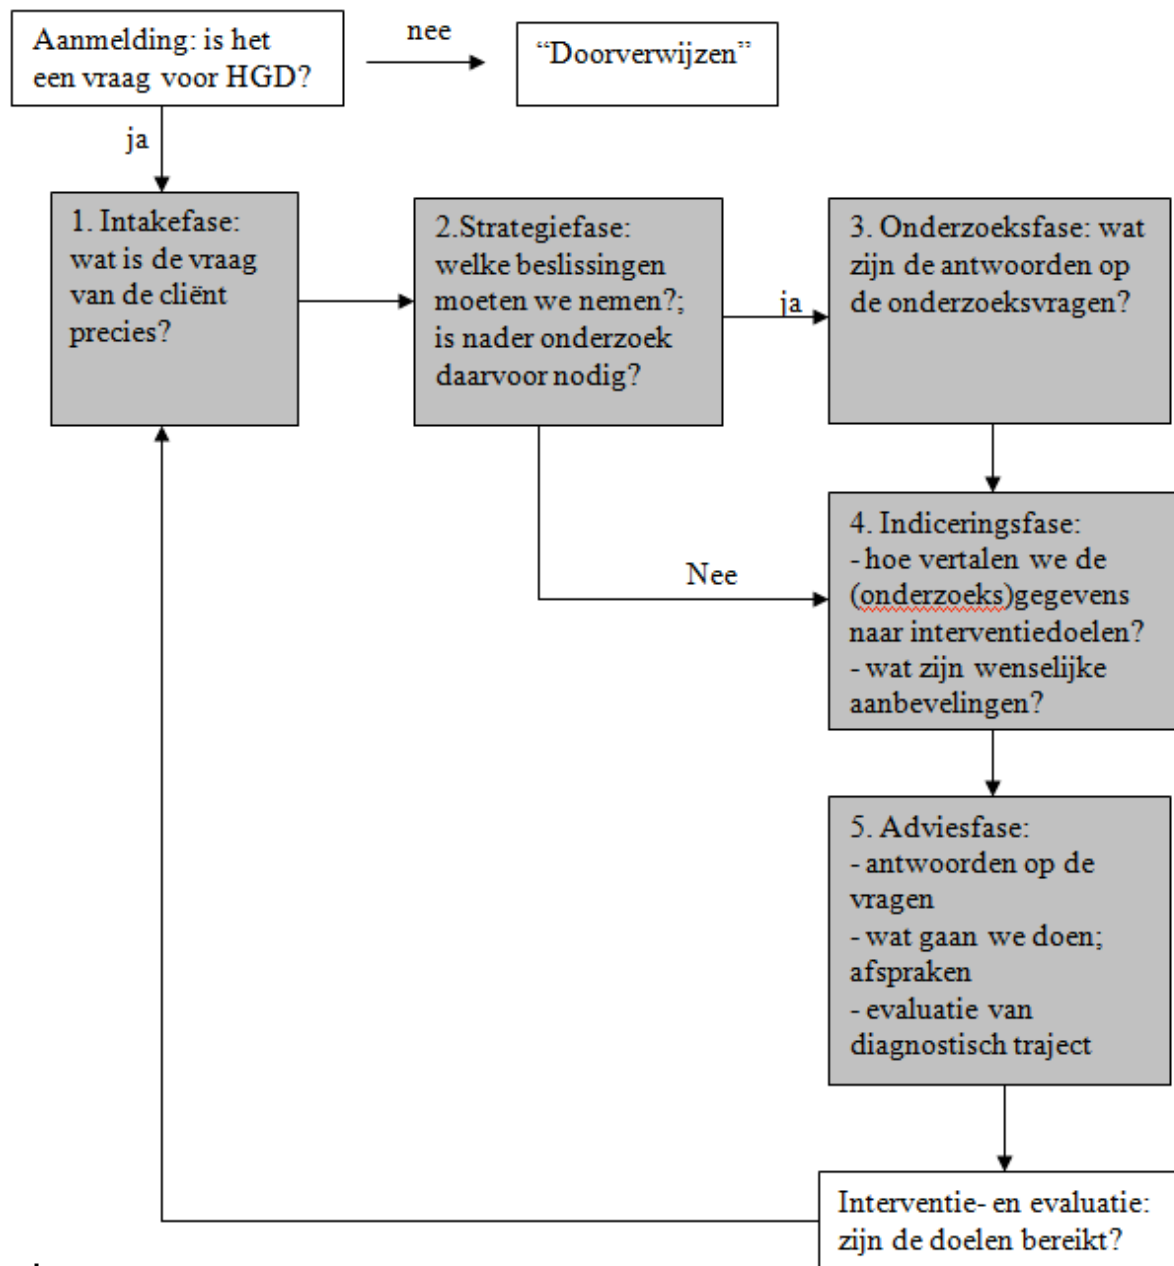 Aanmelding: is het
een vraag voor HGD?
nee
“Doorverwijzen”
ja
1. Intakefase:
wat is de vraag
van de cliënt
precies?
2.Strategiefase:
welke beslissingen
moeten we nemen?;
is nader onderzoek
daarvoor nodig?
ja
3. Onderzoeksfase: wat
zijn de antwoorden op
de onderzoeksvragen?
Nee
4. Indiceringsfase:
- hoe vertalen we de
(onderzoeks)gegevens
naar interventiedoelen?
- wat zijn wenselijke
aanbevelingen?
5. Adviesfase:
- antwoorden op de
vragen
- wat gaan we doen;
afspraken
- evaluatie van
diagnostisch traject
Interventie- en evaluatie:
zijn de doelen bereikt?